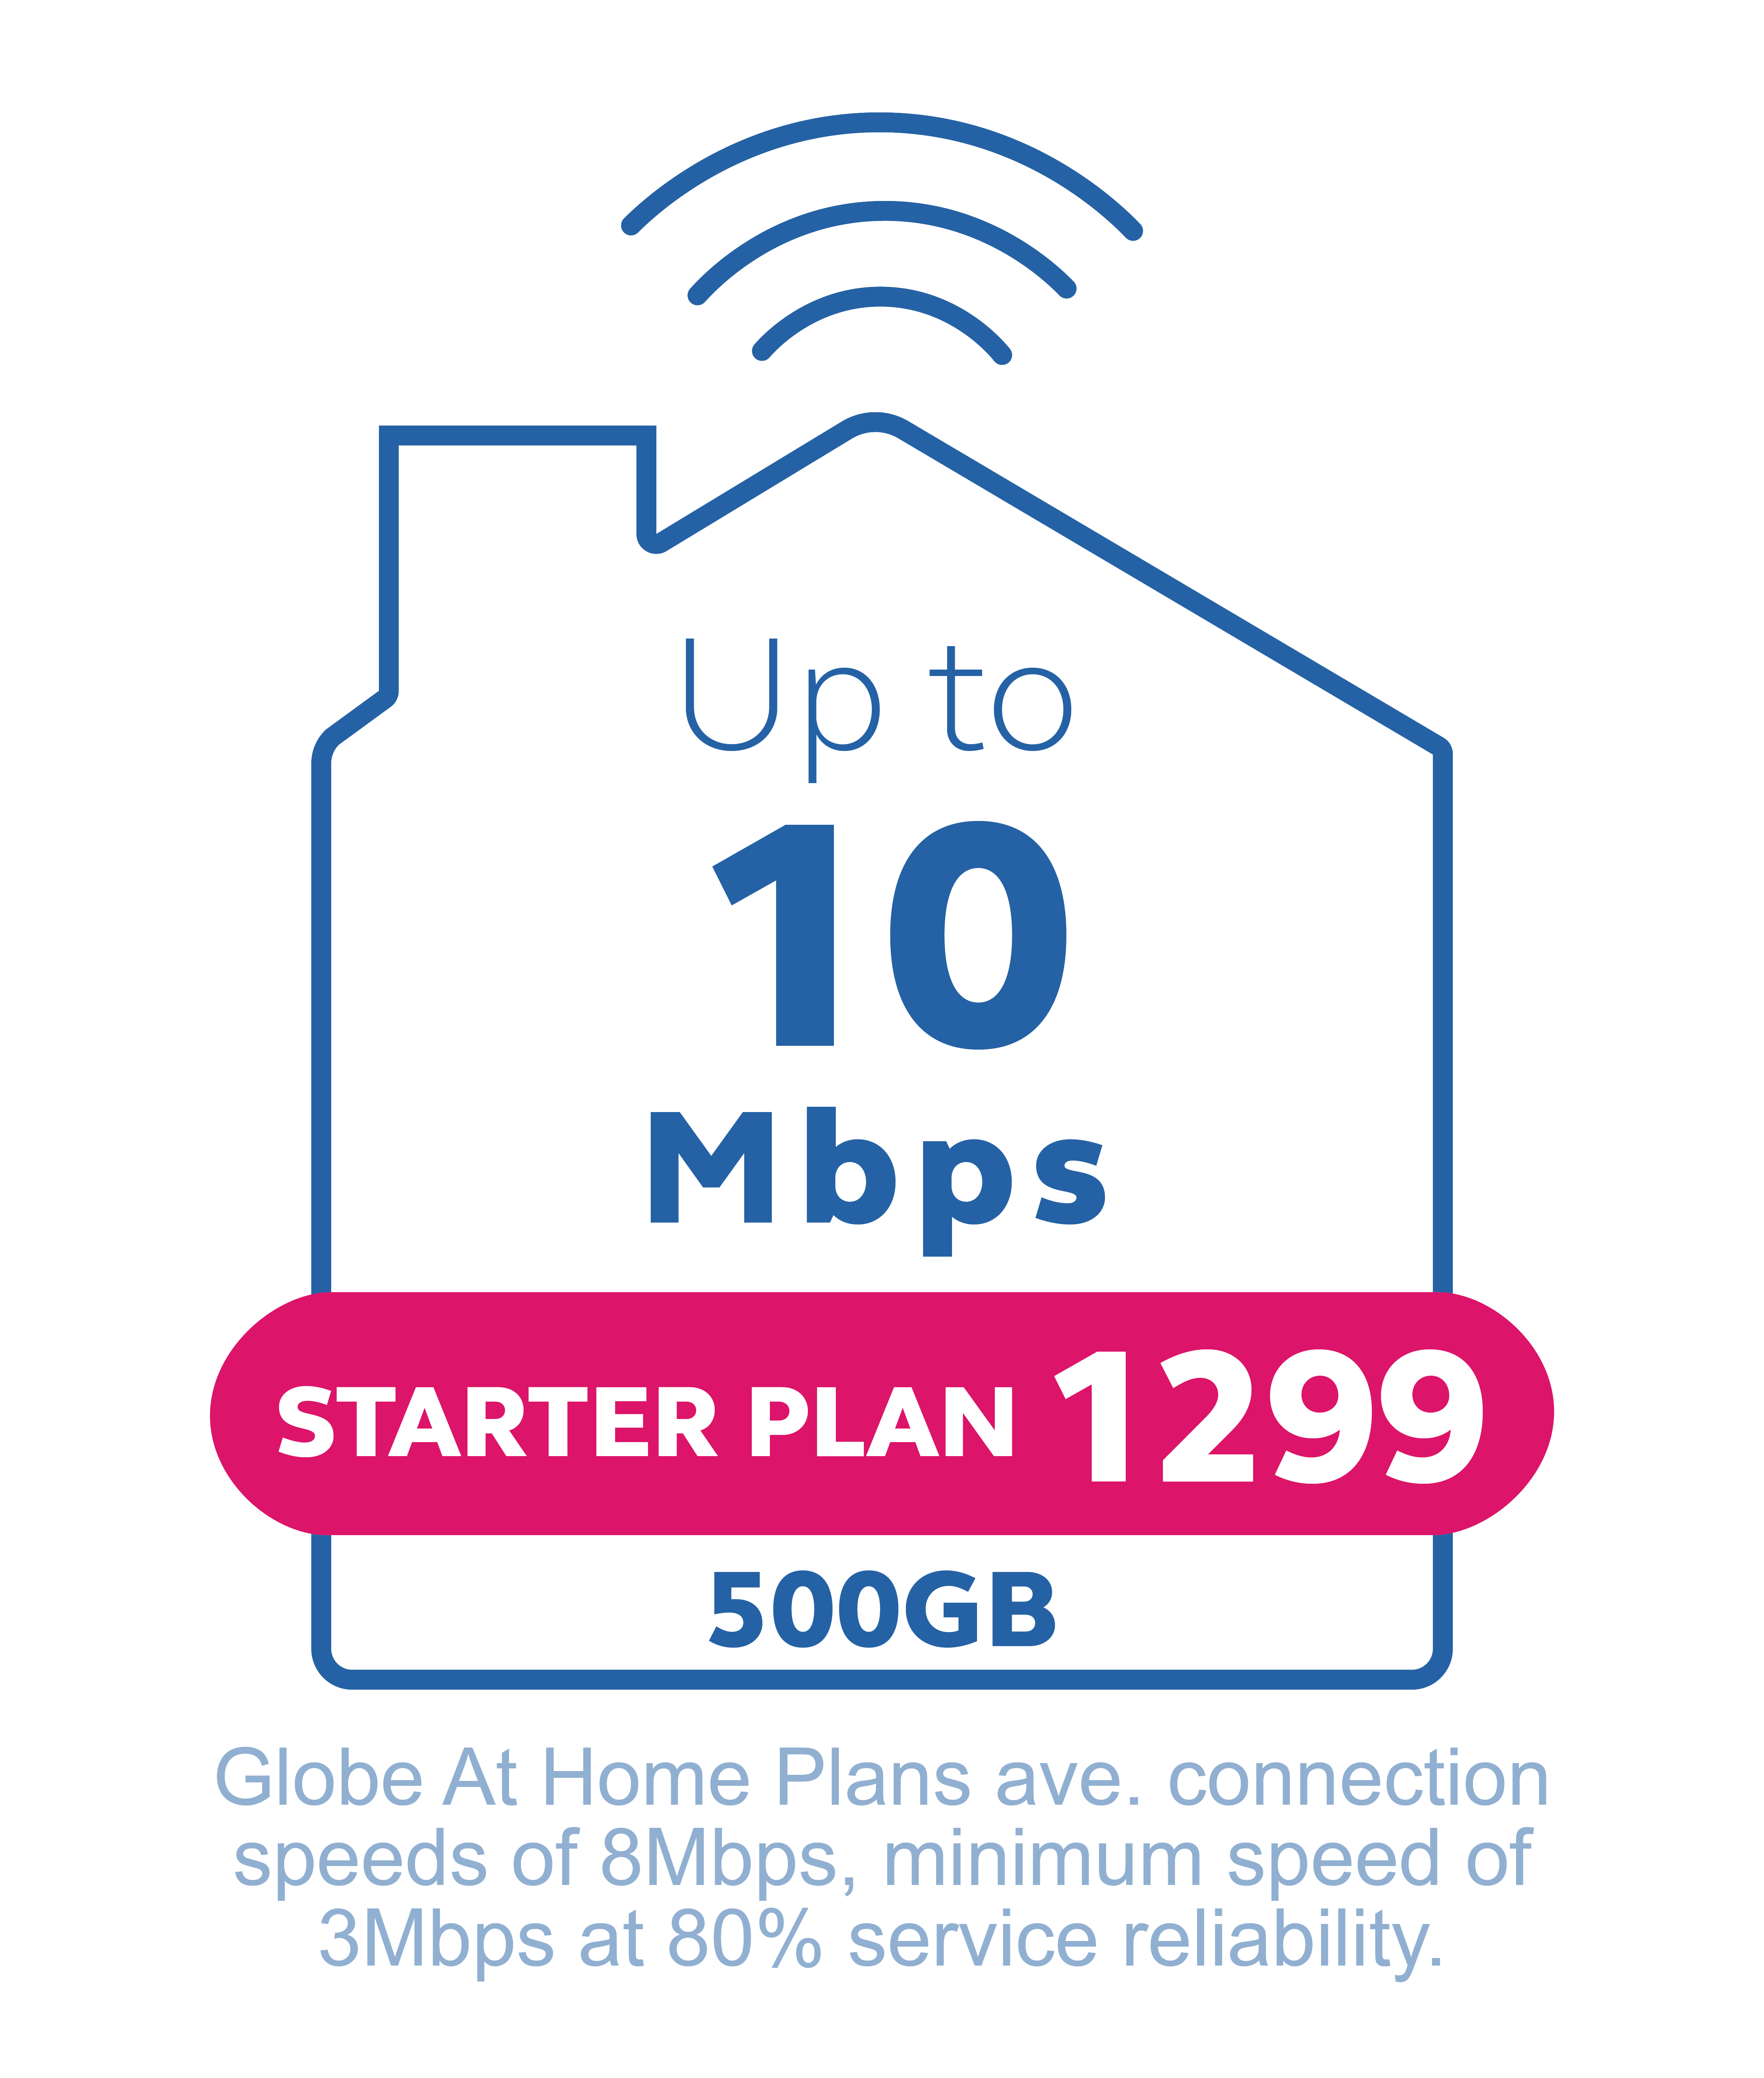 Up to
10
Mbps
STARTER PLAN 1299
500GB
Globe At Home Plans ave. connection
speeds of 8Mbps, minimum speed of
3Mbps at 80% service reliability.